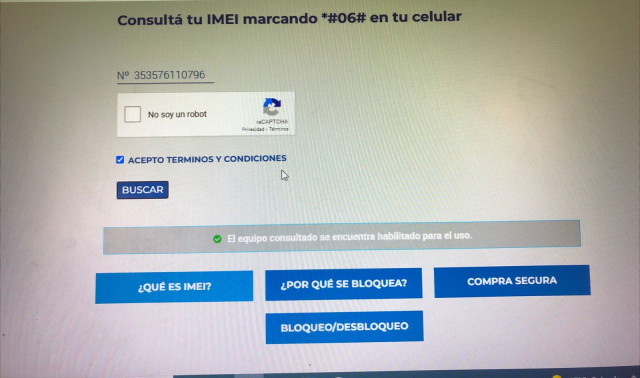 Consultá tu IMEI marcando *#06# en tu celular
Nº 353576110796
No soy un robot
reCAPTCHA
Privacidad - Términos
ACEPTO TERMINOS Y CONDICIONES
BUSCAR
El equipo consultado se encuentra habilitado para el uso.
¿QUÉ ES IMEI?
¿POR QUÉ SE BLOQUEA?
COMPRA SEGURA
BLOQUEO/DESBLOQUEO